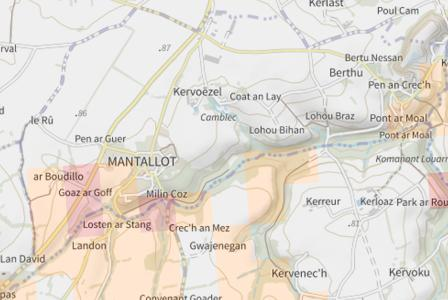 Kerlast
Poul Cam
rval
87
Bertu Nessan
Berthu
Kervoëzel
Pen an Crec'h
Coat an Lay
86
Camblec
Lohou Braz
Pont ar Moal
le Rû
Lohou Bihan
Pont ar Moal
Pen ar Guer
MANTALLOT
Komanant Louarn
ar Boudillo
Goaz ar Goff
Milin Coz
81
Kerreur
Kerloaz
Park ar Rou
Losten ar Stang
Crec'h an Mez
Landon
Gwajenegan
Lan David
Kervenec'h
Kervoku
pas
Convenant Goader